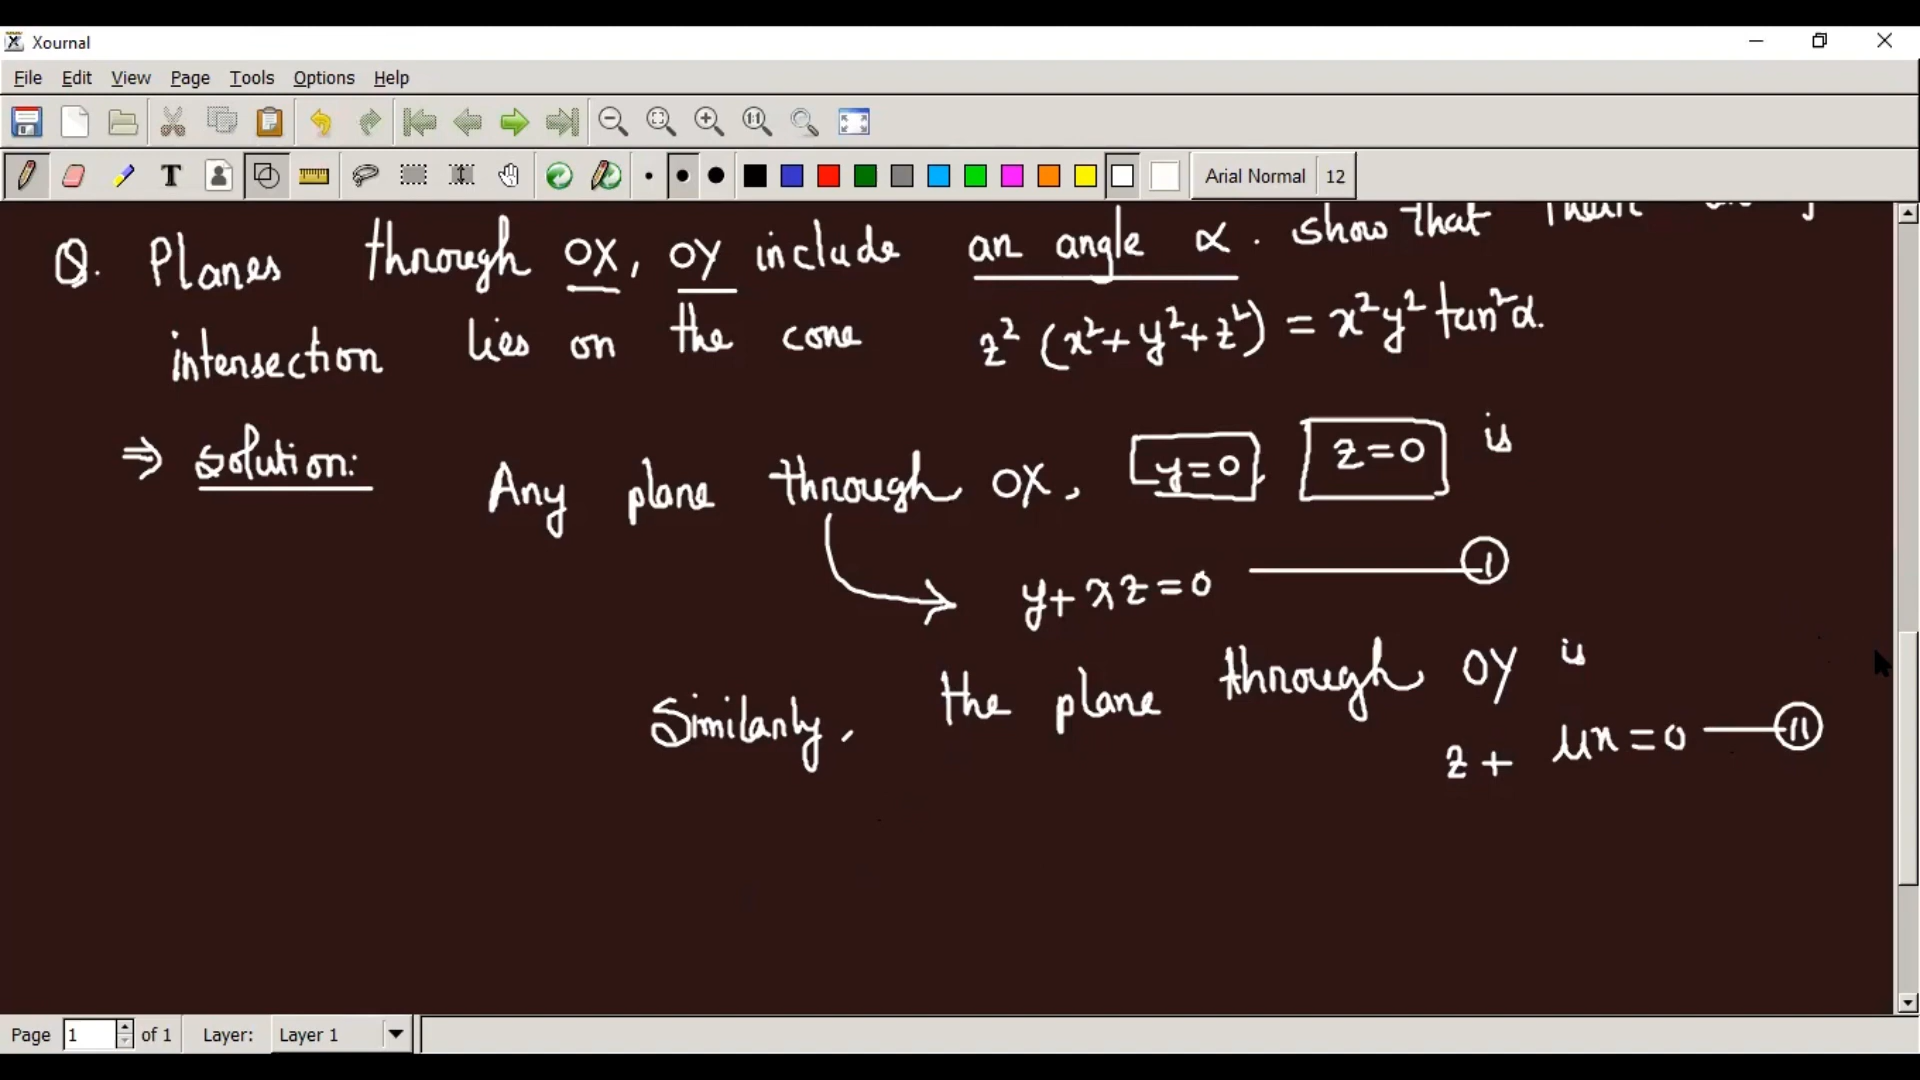 Xournal
File Edit View Page Tools Options Help
Arial Normal 12
Q. Planes through OX, OY include an angle α. show that their
intersection lies on the cone z² (x²+y²+z²) = x²y² tan²α.
⇒ solution: Any plane through OX, y=0, z=0 is
y+λz=0 ——— I
Similarly, the plane through OY is
z+ μx=0 — II
Page 1 of 1 Layer: Layer 1